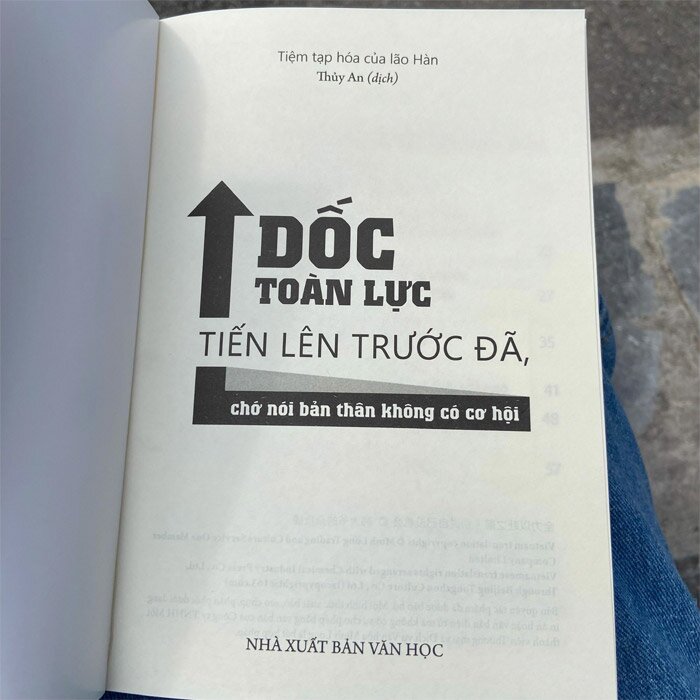 Tiệm tạp hóa của lão Hàn
Thủy An (dịch)
DỐC
TOÀN LỰC
TIẾN LÊN TRƯỚC ĐÃ,
chớ nói bản thân không có cơ hội
NHÀ XUẤT BẢN VĂN HỌC